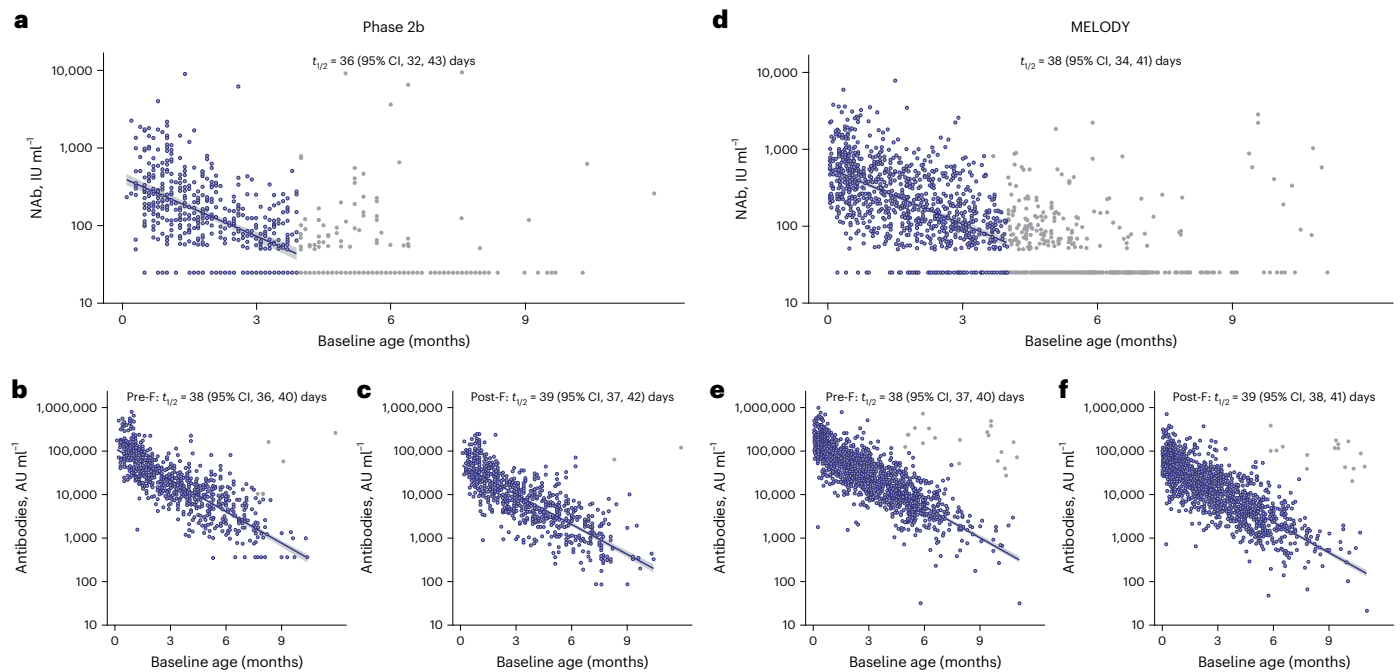 a
Phase 2b
t1/2 = 36 (95% CI, 32, 43) days
NAb, IU ml−1
10,000
1,000
100
10
0 3 6 9
Baseline age (months)
d
MELODY
t1/2 = 38 (95% CI, 34, 41) days
NAb, IU ml−1
10,000
1,000
100
10
0 3 6 9
Baseline age (months)
b
Pre-F: t1/2 = 38 (95% CI, 36, 40) days
Antibodies, AU ml−1
1,000,000
100,000
10,000
1,000
100
10
0 3 6 9
Baseline age (months)
c
Post-F: t1/2 = 39 (95% CI, 37, 42) days
Antibodies, AU ml−1
1,000,000
100,000
10,000
1,000
100
10
0 3 6 9
Baseline age (months)
e
Pre-F: t1/2 = 38 (95% CI, 37, 40) days
Antibodies, AU ml−1
1,000,000
100,000
10,000
1,000
100
10
0 3 6 9
Baseline age (months)
f
Post-F: t1/2 = 39 (95% CI, 38, 41) days
Antibodies, AU ml−1
1,000,000
100,000
10,000
1,000
100
10
0 3 6 9
Baseline age (months)